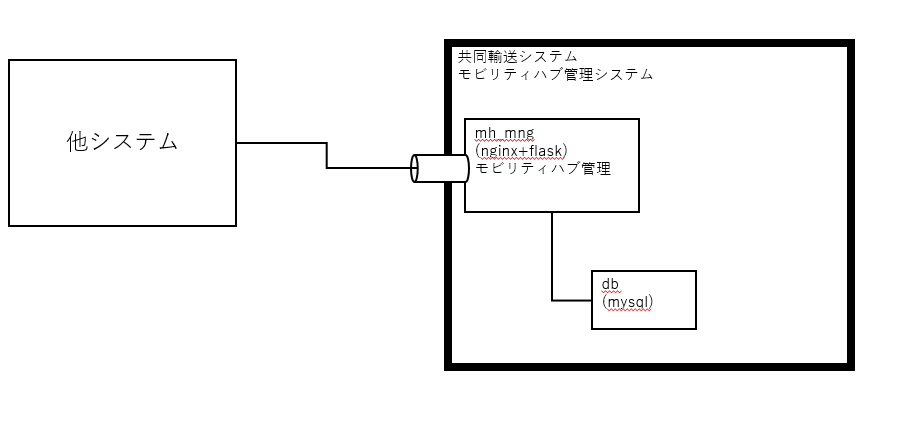 他システム
共同輸送システム
モビリティハブ管理システム
mh_mng
(nginx+flask)
モビリティハブ管理
db
(mysql)